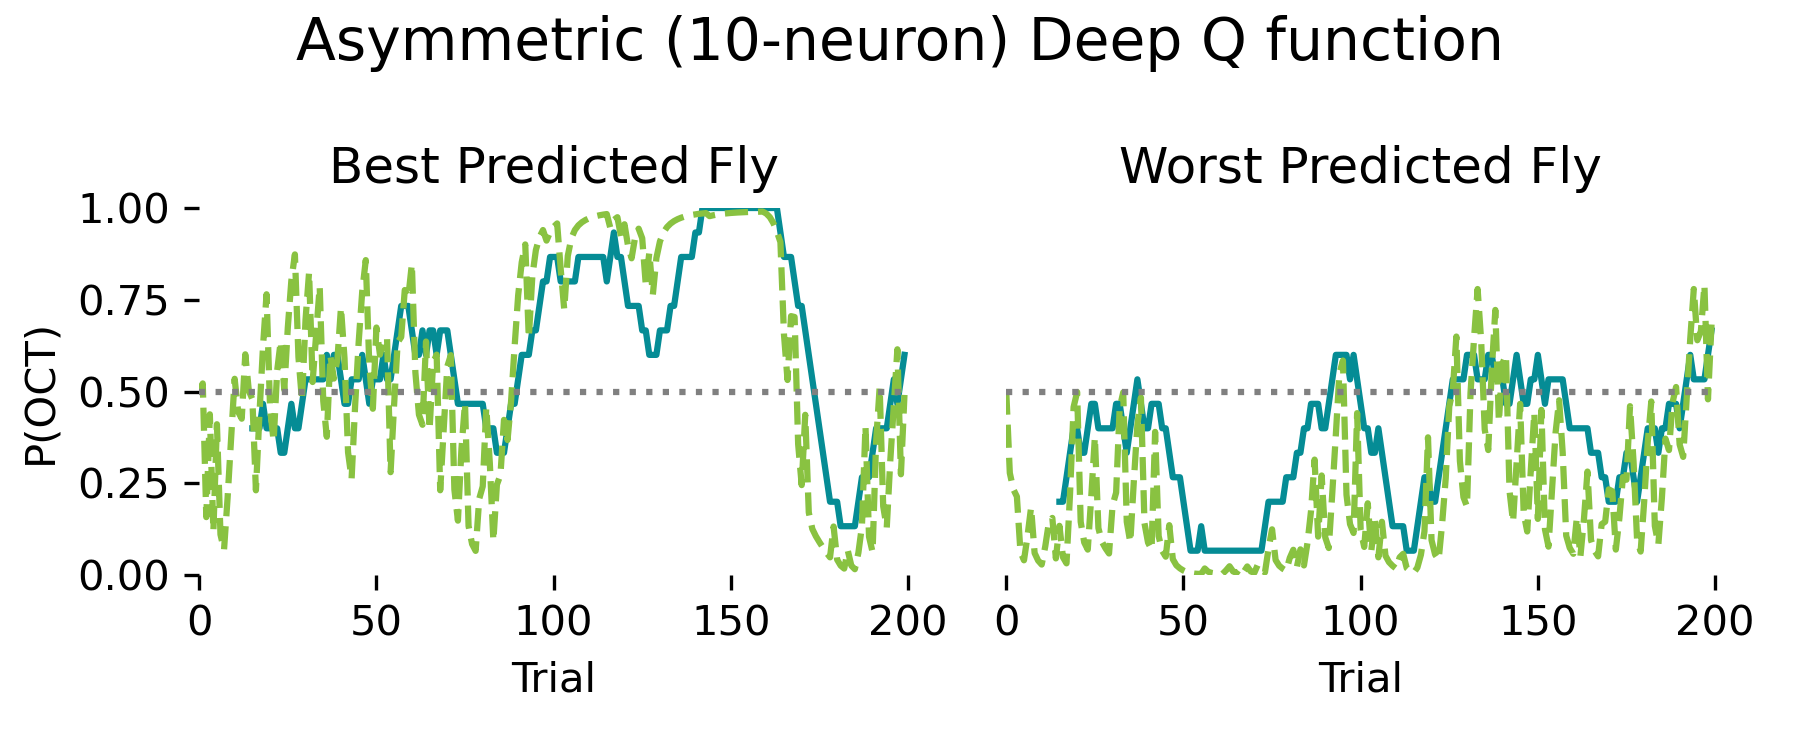 Asymmetric (10-neuron) Deep Q function
Best Predicted Fly
Worst Predicted Fly
P(OCT)
1.00
0.75
0.50
0.25
0.00
0 50 100 150 200
0 50 100 150 200
Trial
Trial